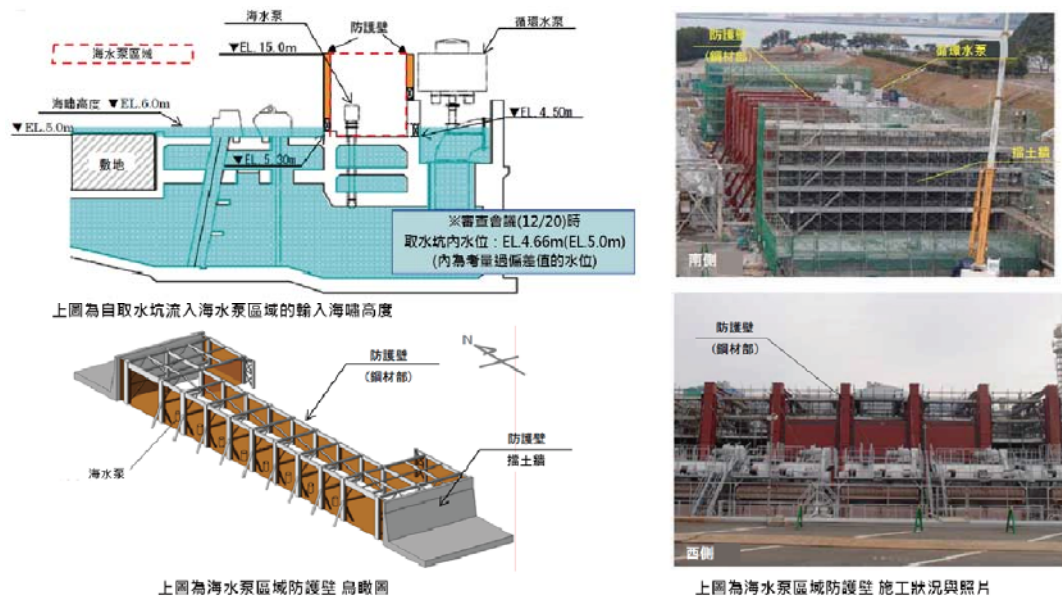 海水泵
防護壁
循環水泵
海水泵區域
▼EL.15.0m
海嘯高度 ▼EL.6.0m
▼EL.5.0m
▼EL.4.50m
敷地
▼EL.5.30m
※審查會議(12/20)時
取水坑內水位：EL.4.66m(EL.5.0m)
(內為考量過偏差值的水位)
上圖為自取水坑流入海水泵區域的輸入海嘯高度
防護壁
(鋼材部)
循環水泵
擋土牆
南側
N
防護壁
(鋼材部)
防護壁
擋土牆
海水泵
上圖為海水泵區域防護壁 鳥瞰圖
防護壁
(鋼材部)
西側
上圖為海水泵區域防護壁 施工狀況與照片